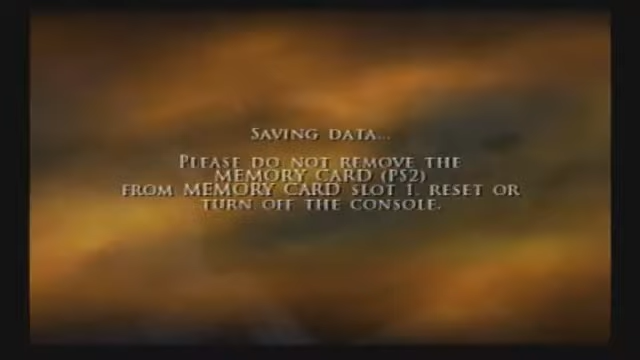 Saving data...
Please do not remove the
MEMORY CARD (PS2)
from MEMORY CARD slot 1, reset or
turn off the console.